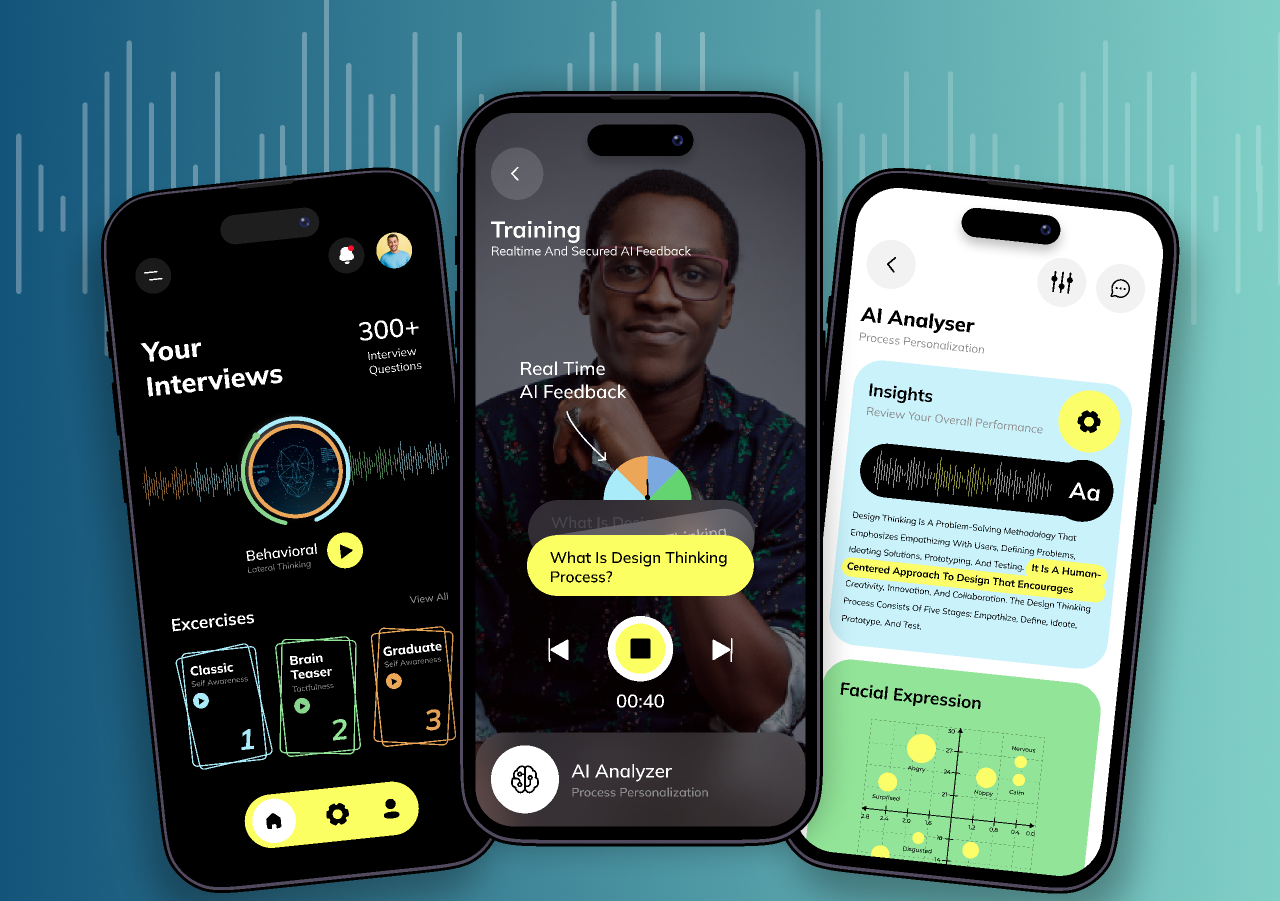 300+
Interview
Questions
Your
Interviews
Behavioral
Lateral Thinking
View All
Excercises
Classic
Self Awareness
1
Brain
Teaser
Tactfulness
2
Graduate
Self Awareness
3
Training
Realtime And Secured AI Feedback
Real Time
AI Feedback
What Is Desi
Thinking
What Is Design Thinking
Process?
00:40
AI Analyzer
Process Personalization
AI Analyser
Process Personalization
Insights
Review Your Overall Performance
Aa
Design Thinking Is A Problem-Solving Methodology That
Emphasizes Empathizing With Users, Defining Problems,
Ideating Solutions, Prototyping, And Testing. It Is A Human-
Centered Approach To Design That Encourages
Creativity, Innovation, And Collaboration. The Design Thinking
Process Consists Of Five Stages: Empathize, Define, Ideate,
Prototype, And Test.
Facial Expression
30
27
24
21
18
14
Angry
Nervous
Happy
Calm
Surprised
Disgusted
2.8 2.4 2.0 1.6 1.2 0.8 0.4 0.0